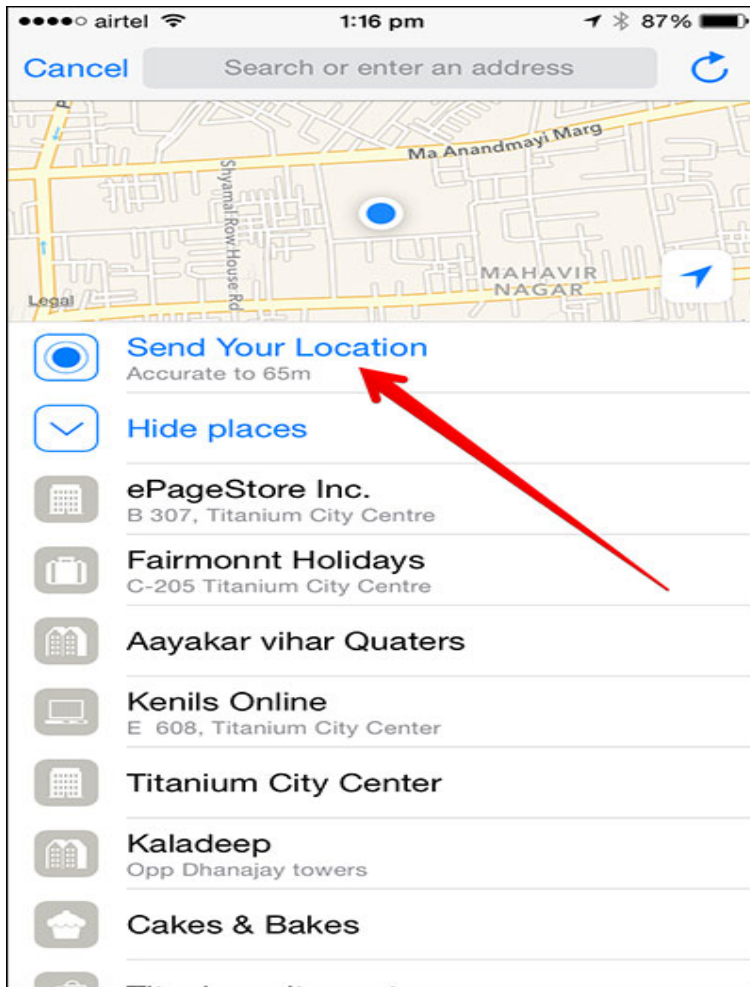 airtel 1:16 pm 87%
Cancel Search or enter an address
Ma Anandmayi Marg
Shyamal Row House Rd
MAHAVIR
NAGAR
Legal
Send Your Location
Accurate to 65m
Hide places
ePageStore Inc.
B 307, Titanium City Centre
Fairmonnt Holidays
C-205 Titanium City Centre
Aayakar vihar Quaters
Kenils Online
E 608, Titanium City Center
Titanium City Center
Kaladeep
Opp Dhanajay towers
Cakes & Bakes